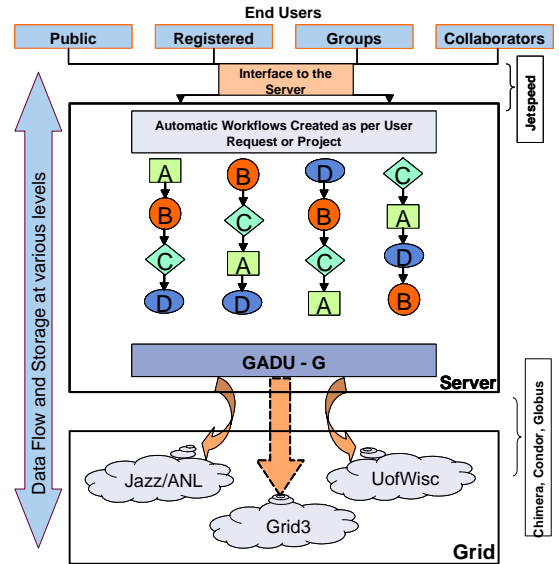 End Users
Public
Registered
Groups
Collaborators
Interface to the
Server
Jetspeed
Automatic Workflows Created as per User
Request or Project
A
B
D
C
B
C
B
A
C
A
C
D
D
D
A
B
GADU - G
Server
Data Flow and Storage at various levels
Chimera, Condor, Globus
Jazz/ANL
UofWisc
Grid3
Grid